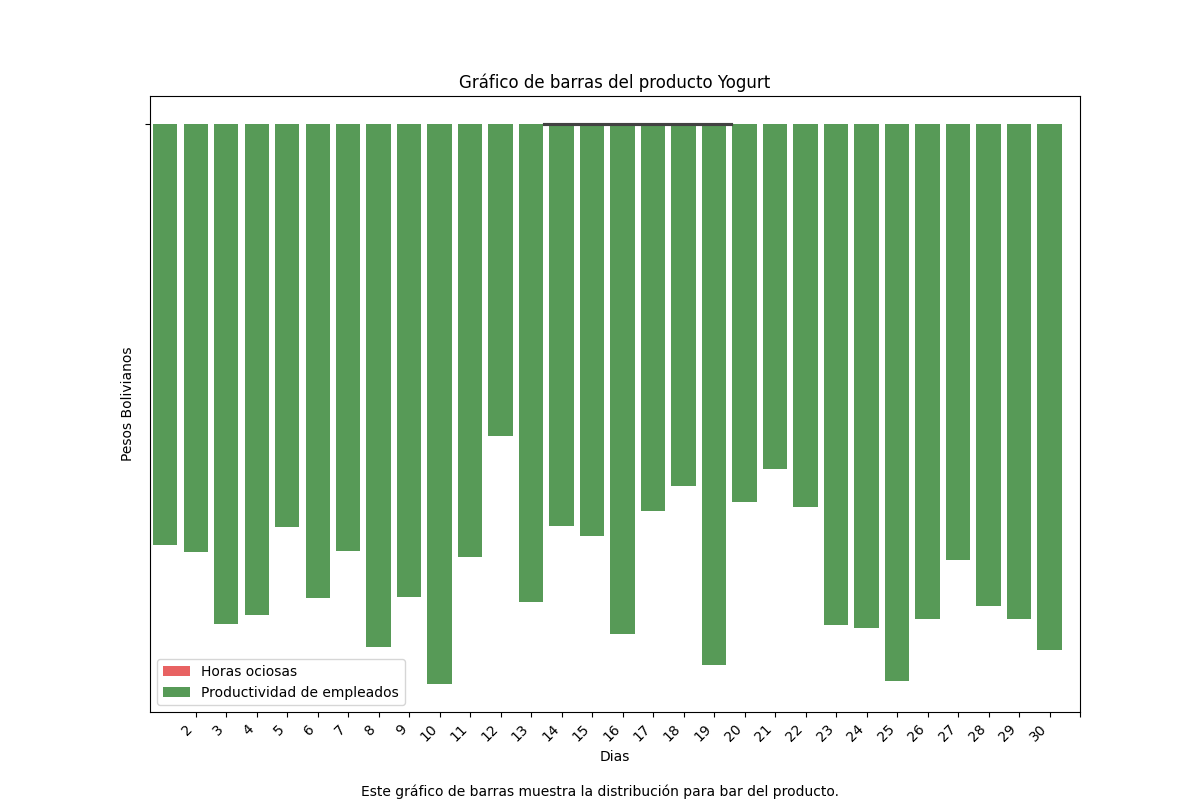 Gráfico de barras del producto Yogurt
Pesos Bolivianos
Horas ociosas
Productividad de empleados
2 3 4 5 6 7 8 9 10 11 12 13 14 15 16 17 18 19 20 21 22 23 24 25 26 27 28 29 30
Dias
Este gráfico de barras muestra la distribución para bar del producto.